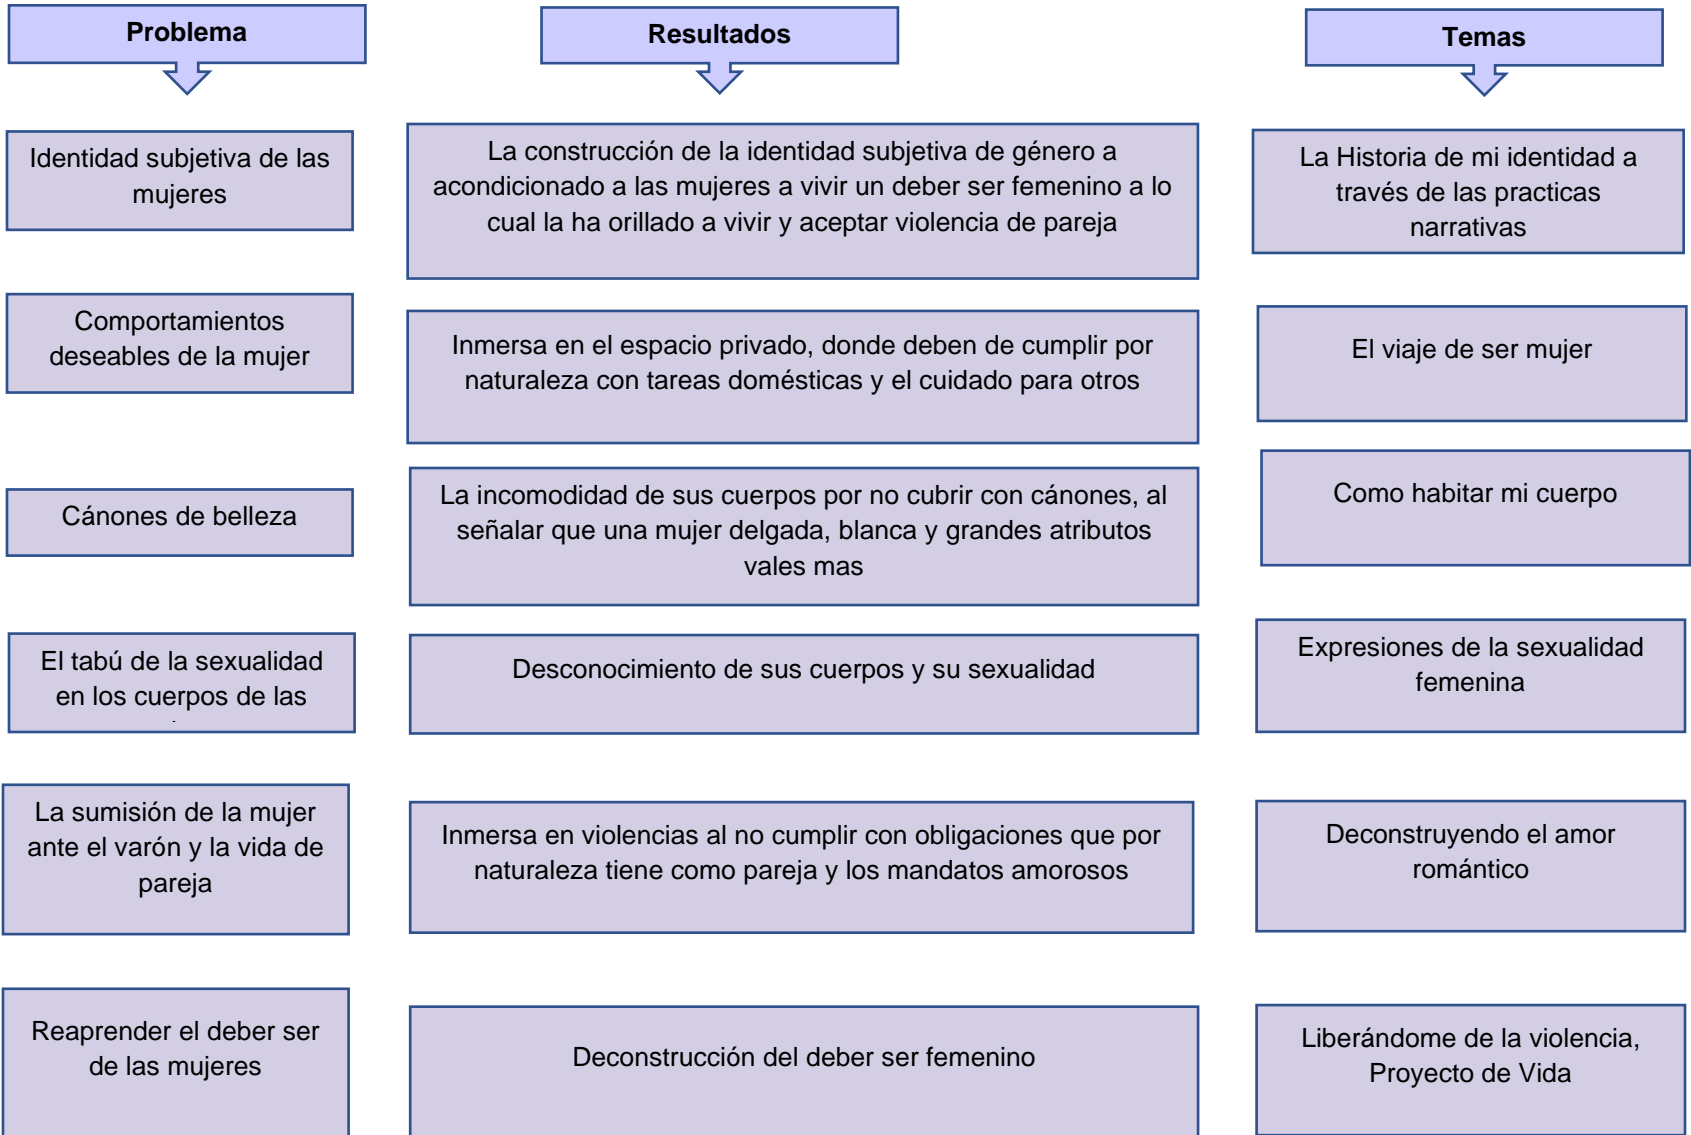 Problema
Resultados
Temas
Identidad subjetiva de las
mujeres
La construcción de la identidad subjetiva de género a
acondicionado a las mujeres a vivir un deber ser femenino a lo
cual la ha orillado a vivir y aceptar violencia de pareja
La Historia de mi identidad a
través de las practicas
narrativas
Comportamientos
deseables de la mujer
Inmersa en el espacio privado, donde deben de cumplir por
naturaleza con tareas domésticas y el cuidado para otros
El viaje de ser mujer
Cánones de belleza
La incomodidad de sus cuerpos por no cubrir con cánones, al
señalar que una mujer delgada, blanca y grandes atributos
vales mas
Como habitar mi cuerpo
El tabú de la sexualidad
en los cuerpos de las
Desconocimiento de sus cuerpos y su sexualidad
Expresiones de la sexualidad
femenina
La sumisión de la mujer
ante el varón y la vida de
pareja
Inmersa en violencias al no cumplir con obligaciones que por
naturaleza tiene como pareja y los mandatos amorosos
Deconstruyendo el amor
romántico
Reaprender el deber ser
de las mujeres
Deconstrucción del deber ser femenino
Liberándome de la violencia,
Proyecto de Vida